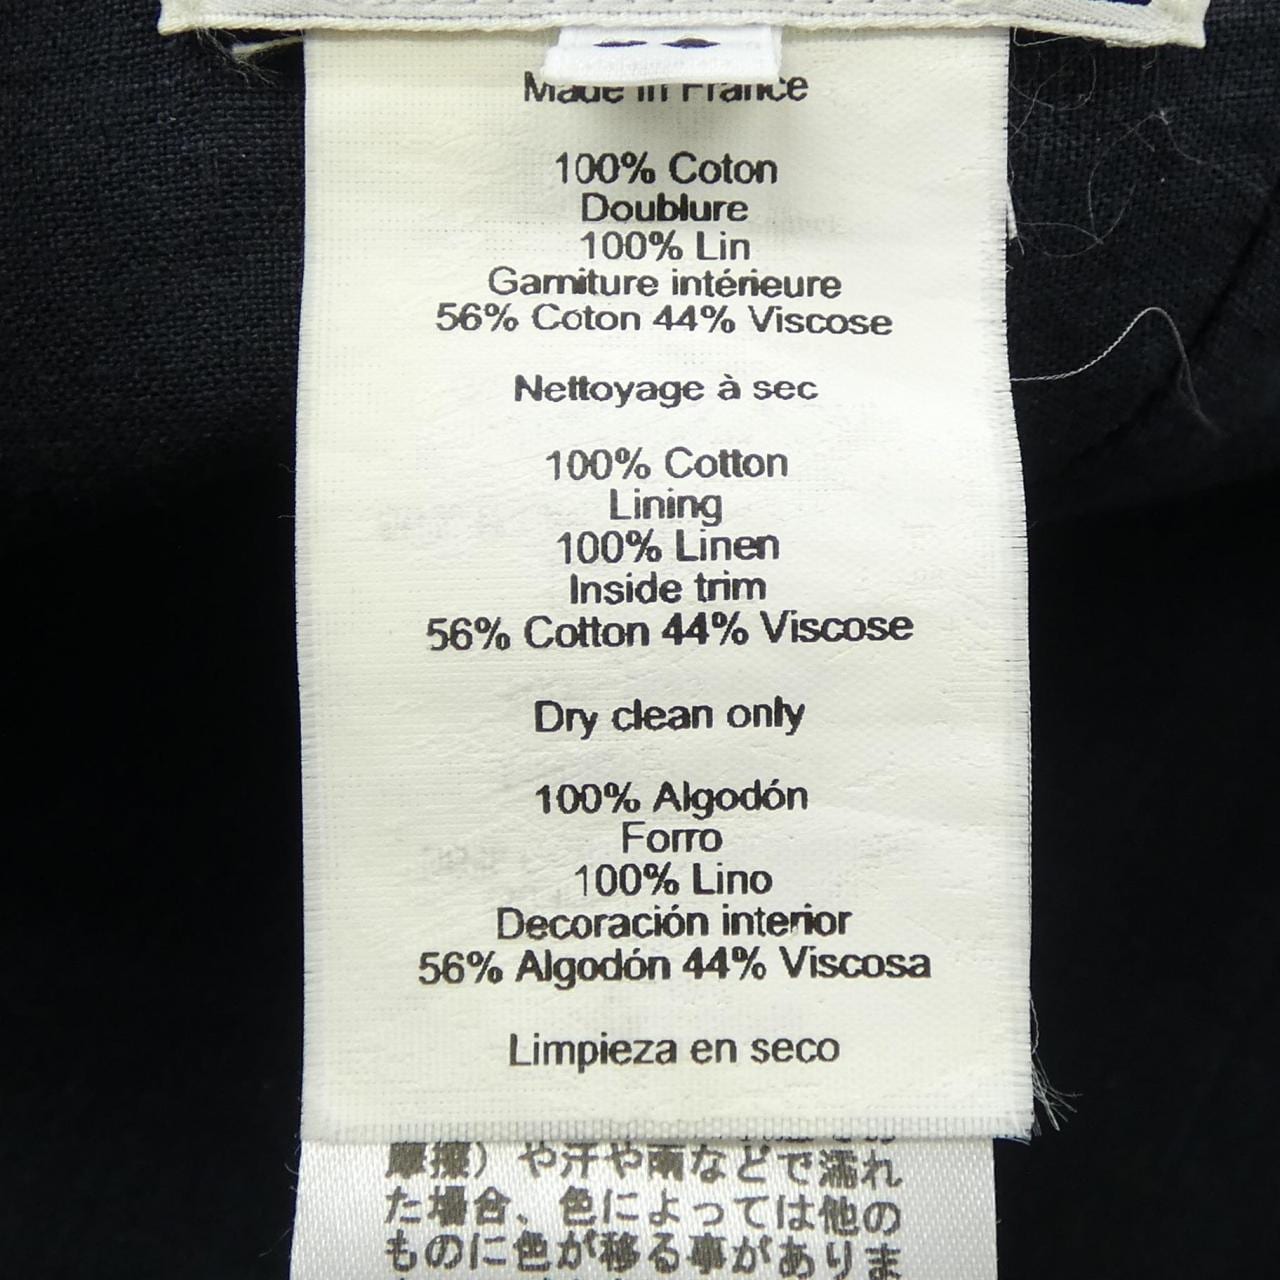 Made in France
100% Coton
Doublure
100% Lin
Garniture intérieure
56% Coton 44% Viscose
Nettoyage à sec
100% Cotton
Lining
100% Linen
Inside trim
56% Cotton 44% Viscose
Dry clean only
100% Algodón
Forro
100% Lino
Decoración interior
56% Algodón 44% Viscosa
Limpieza en seco
摩擦）や汗や雨などで濡れ
た場合、色によっては他の
ものに色が移る事がありま